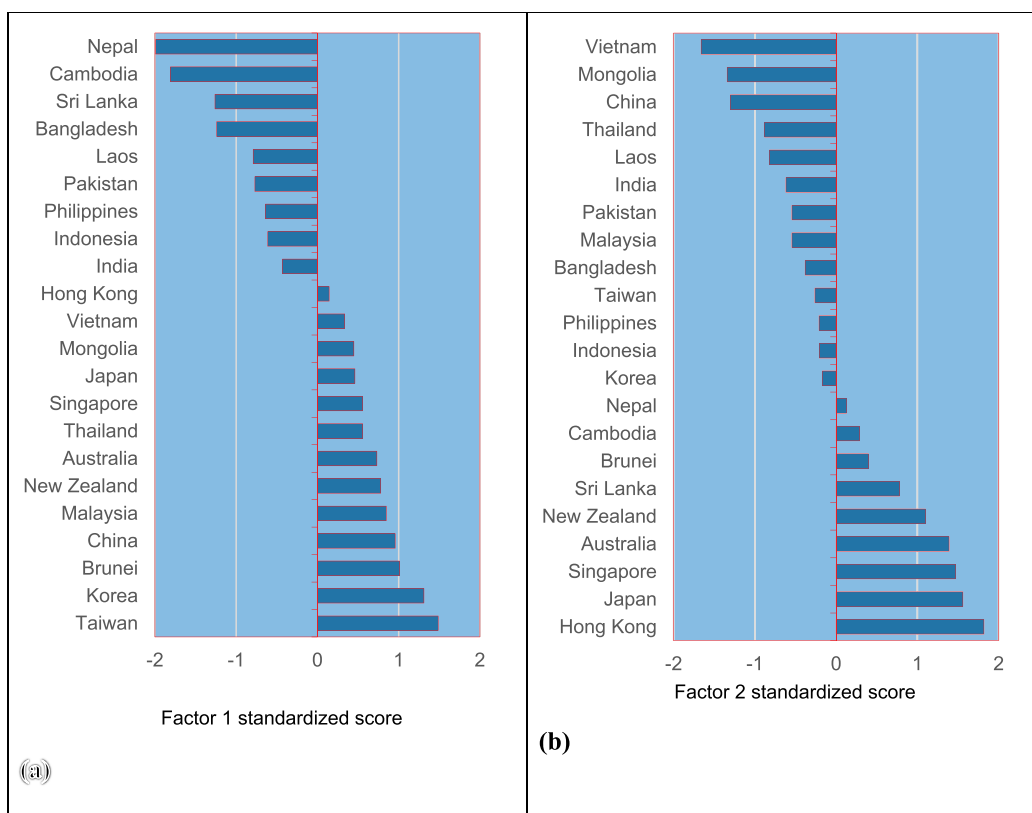 Nepal
Cambodia
Sri Lanka
Bangladesh
Laos
Pakistan
Philippines
Indonesia
India
Hong Kong
Vietnam
Mongolia
Japan
Singapore
Thailand
Australia
New Zealand
Malaysia
China
Brunei
Korea
Taiwan
-2 -1 0 1 2
Factor 1 standardized score
(a)
Vietnam
Mongolia
China
Thailand
Laos
India
Pakistan
Malaysia
Bangladesh
Taiwan
Philippines
Indonesia
Korea
Nepal
Cambodia
Brunei
Sri Lanka
New Zealand
Australia
Singapore
Japan
Hong Kong
-2 -1 0 1 2
Factor 2 standardized score
(b)